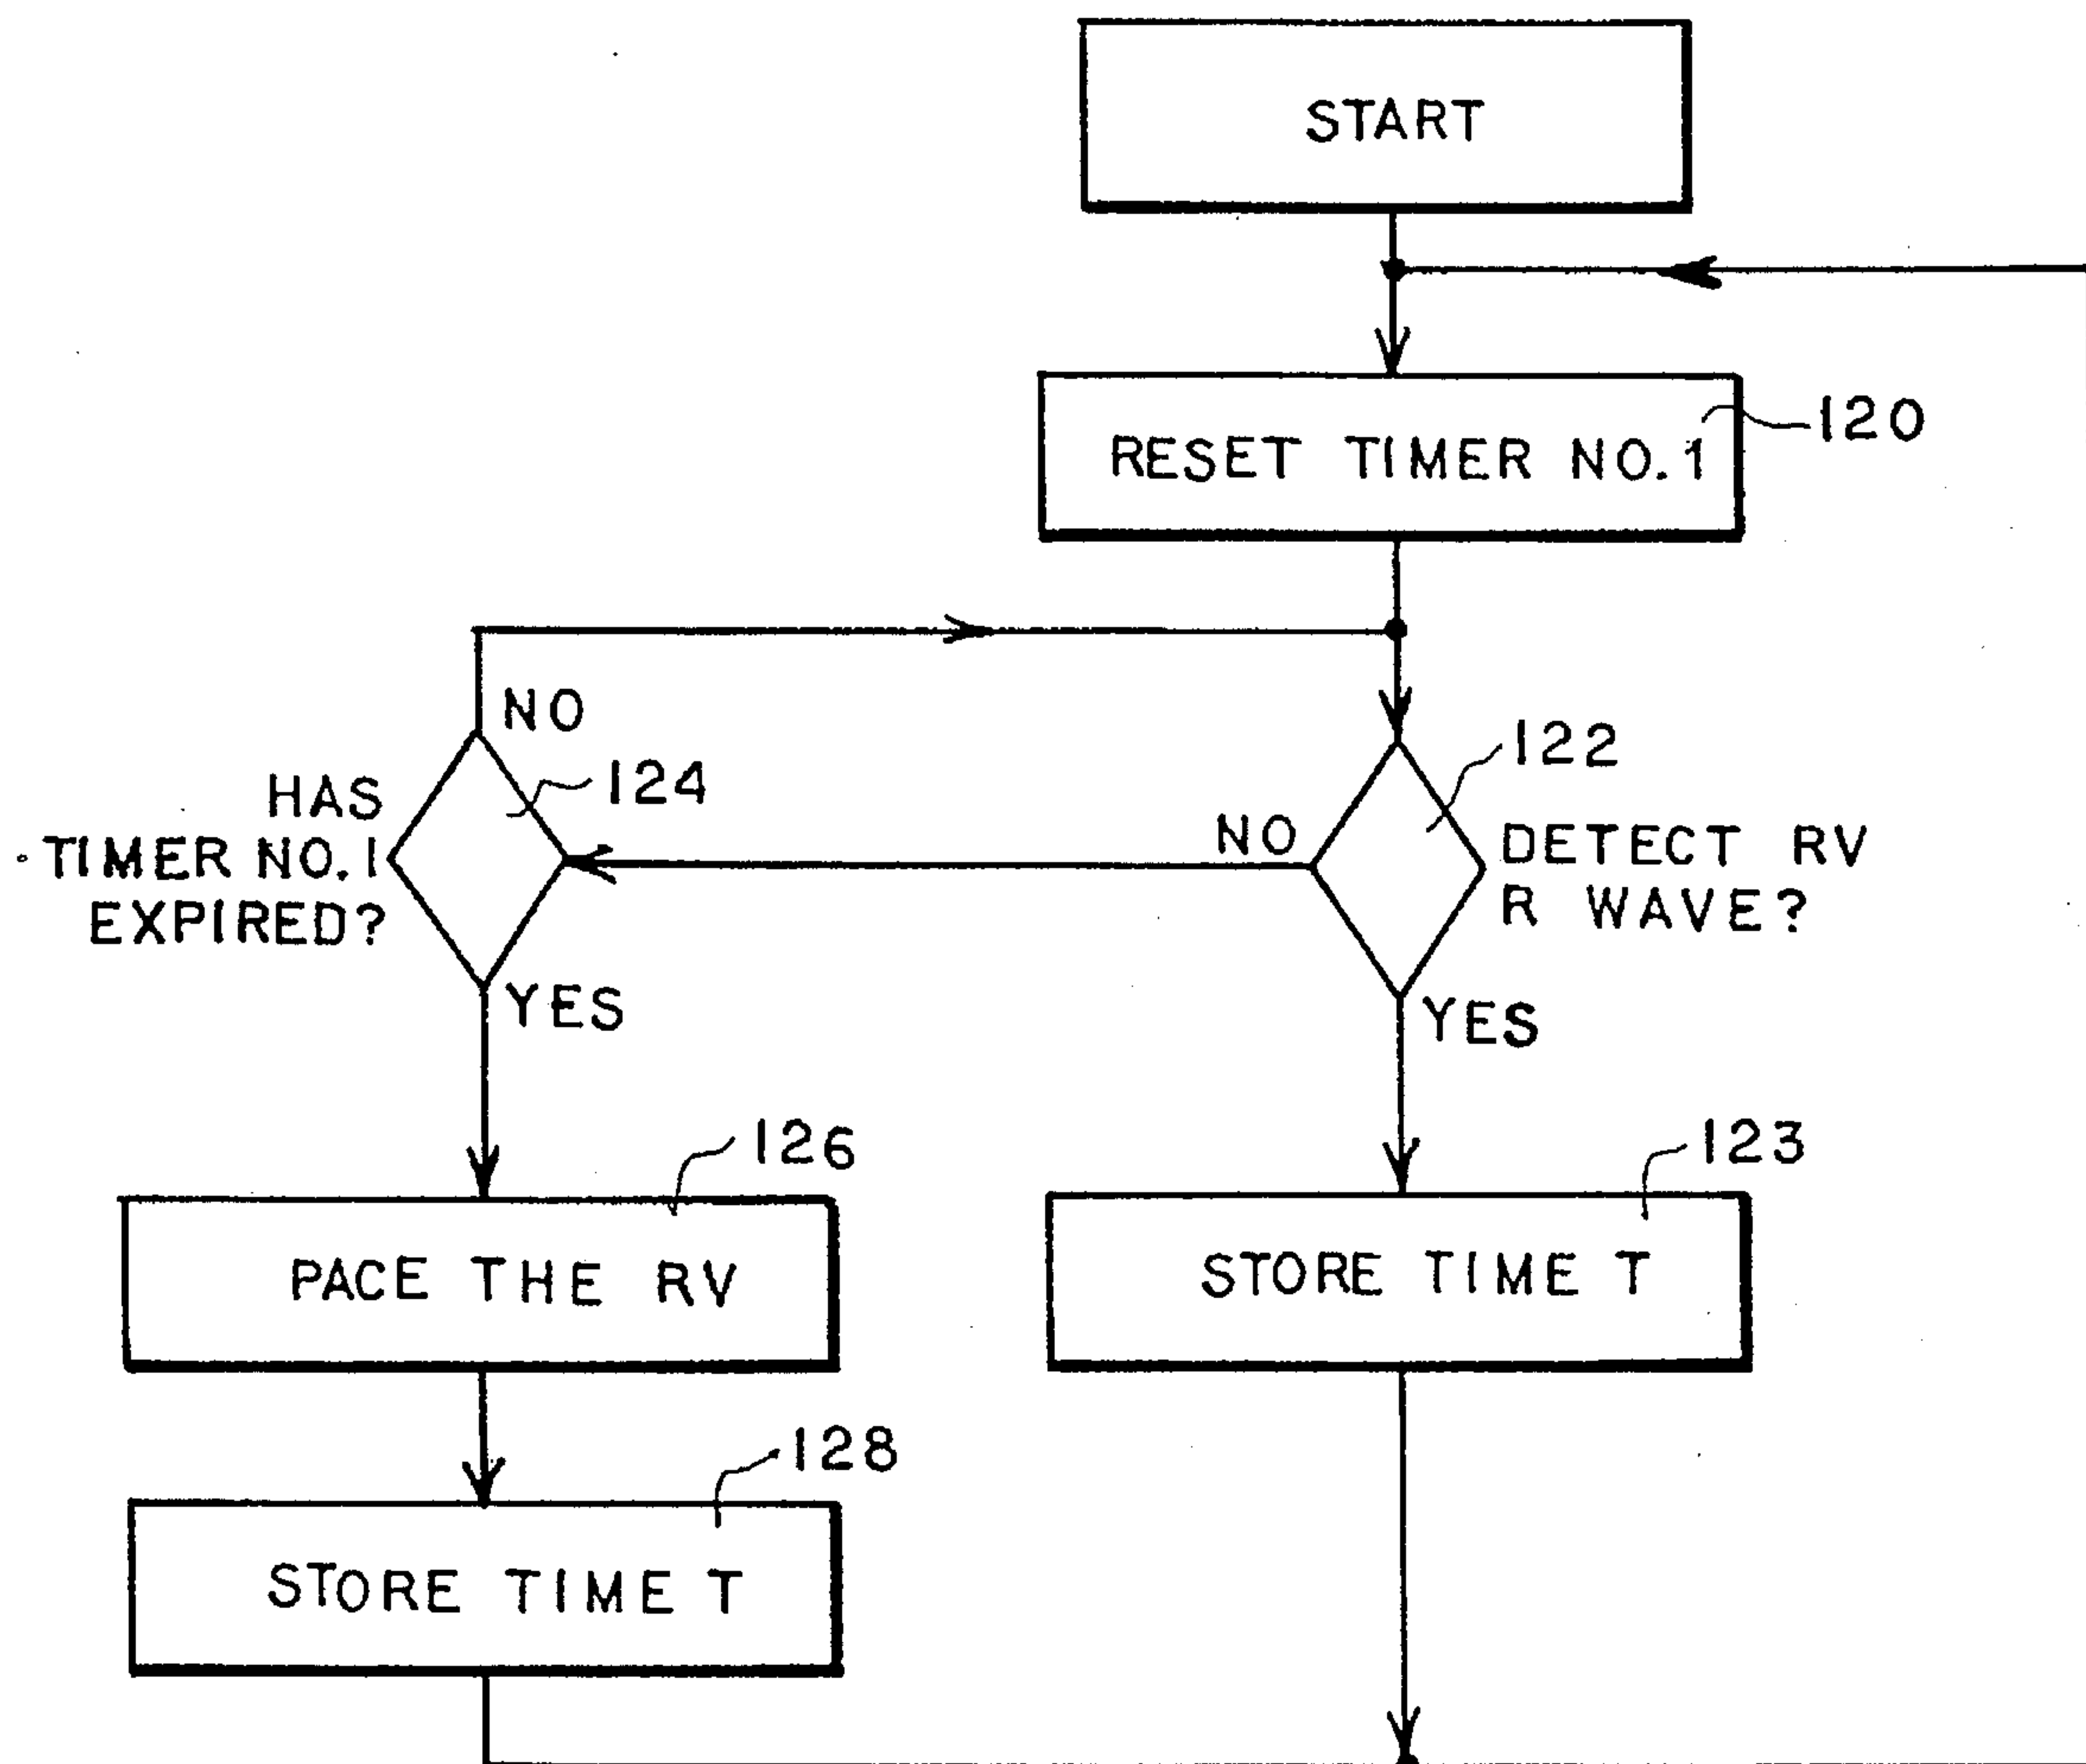 START
RESET TIMER NO. 1
120
NO
124
HAS
TIMER NO. 1
EXPIRED?
YES
122
NO
DETECT RV
R WAVE?
YES
126
PACE THE RV
123
STORE TIME T
128
STORE TIME T